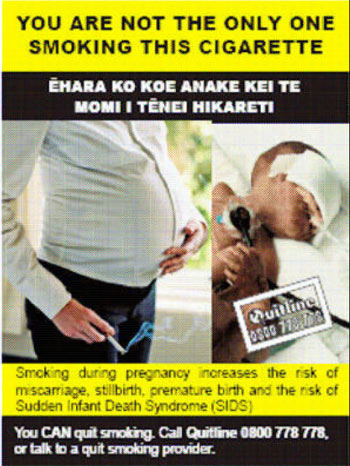 YOU ARE NOT THE ONLY ONE
SMOKING THIS CIGARETTE
ĒHARA KO KOE ANAKE KEI TE
MOMI I TĒNEI HIKARETI
Quitline
0800 778 778
Smoking during pregnancy increases the risk of
miscarriage, stillbirth, premature birth and the risk of
Sudden Infant Death Syndrome (SIDS)
You CAN quit smoking. Call Quitline 0800 778 778,
or talk to a quit smoking provider.